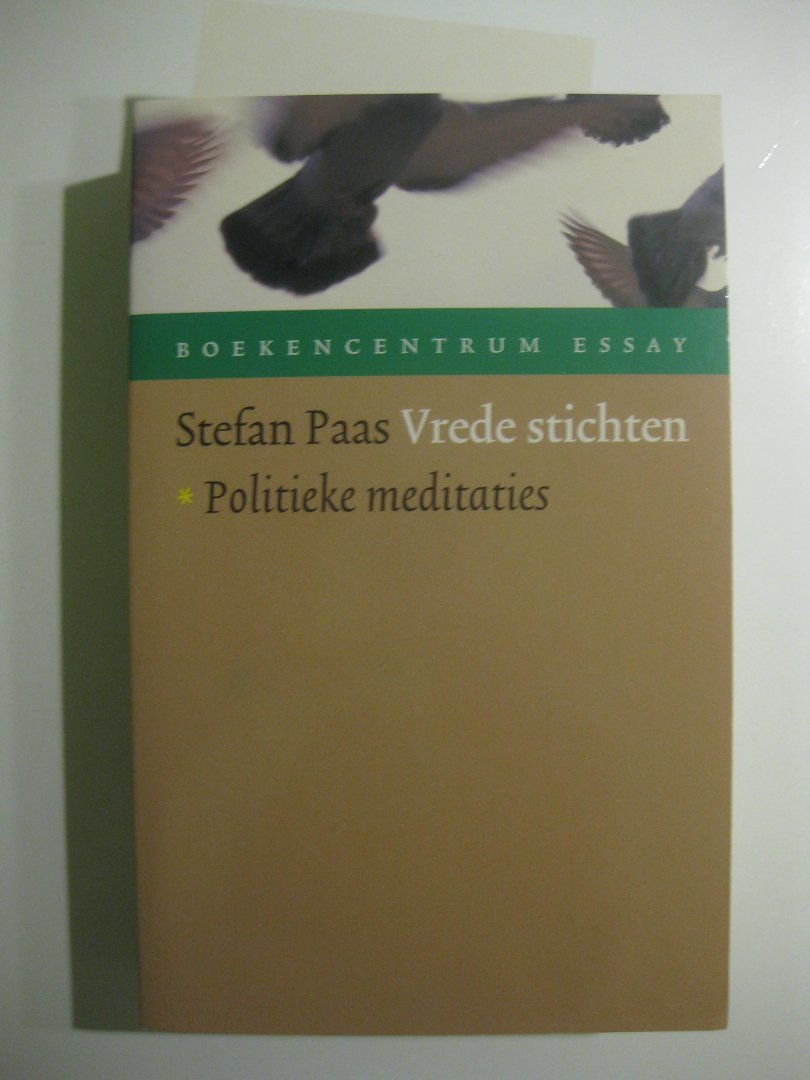 BOEKENCENTRUM ESSAY
Stefan Paas Vrede stichten
* Politieke meditaties